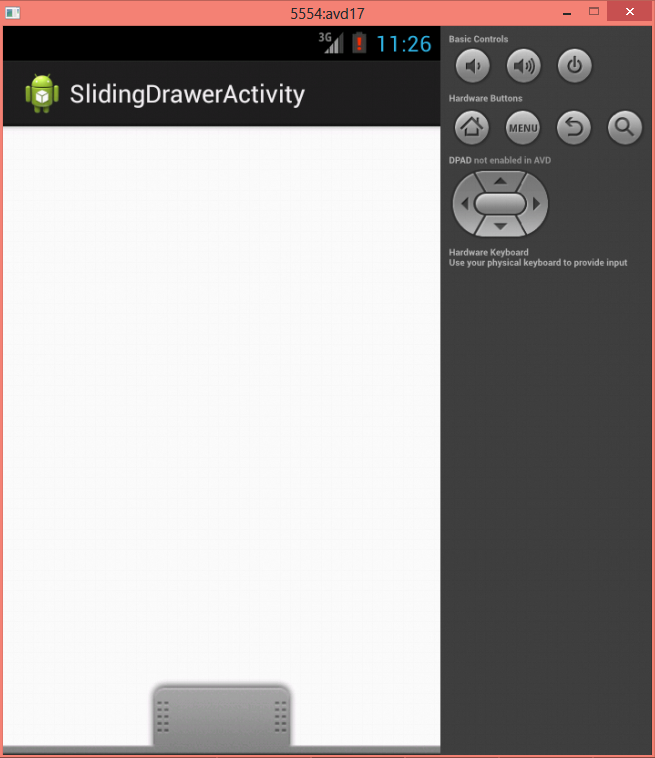 5554:avd17
3G
11:26
SlidingDrawerActivity
Basic Controls
Hardware Buttons
MENU
DPAD not enabled in AVD
Hardware Keyboard
Use your physical keyboard to provide input